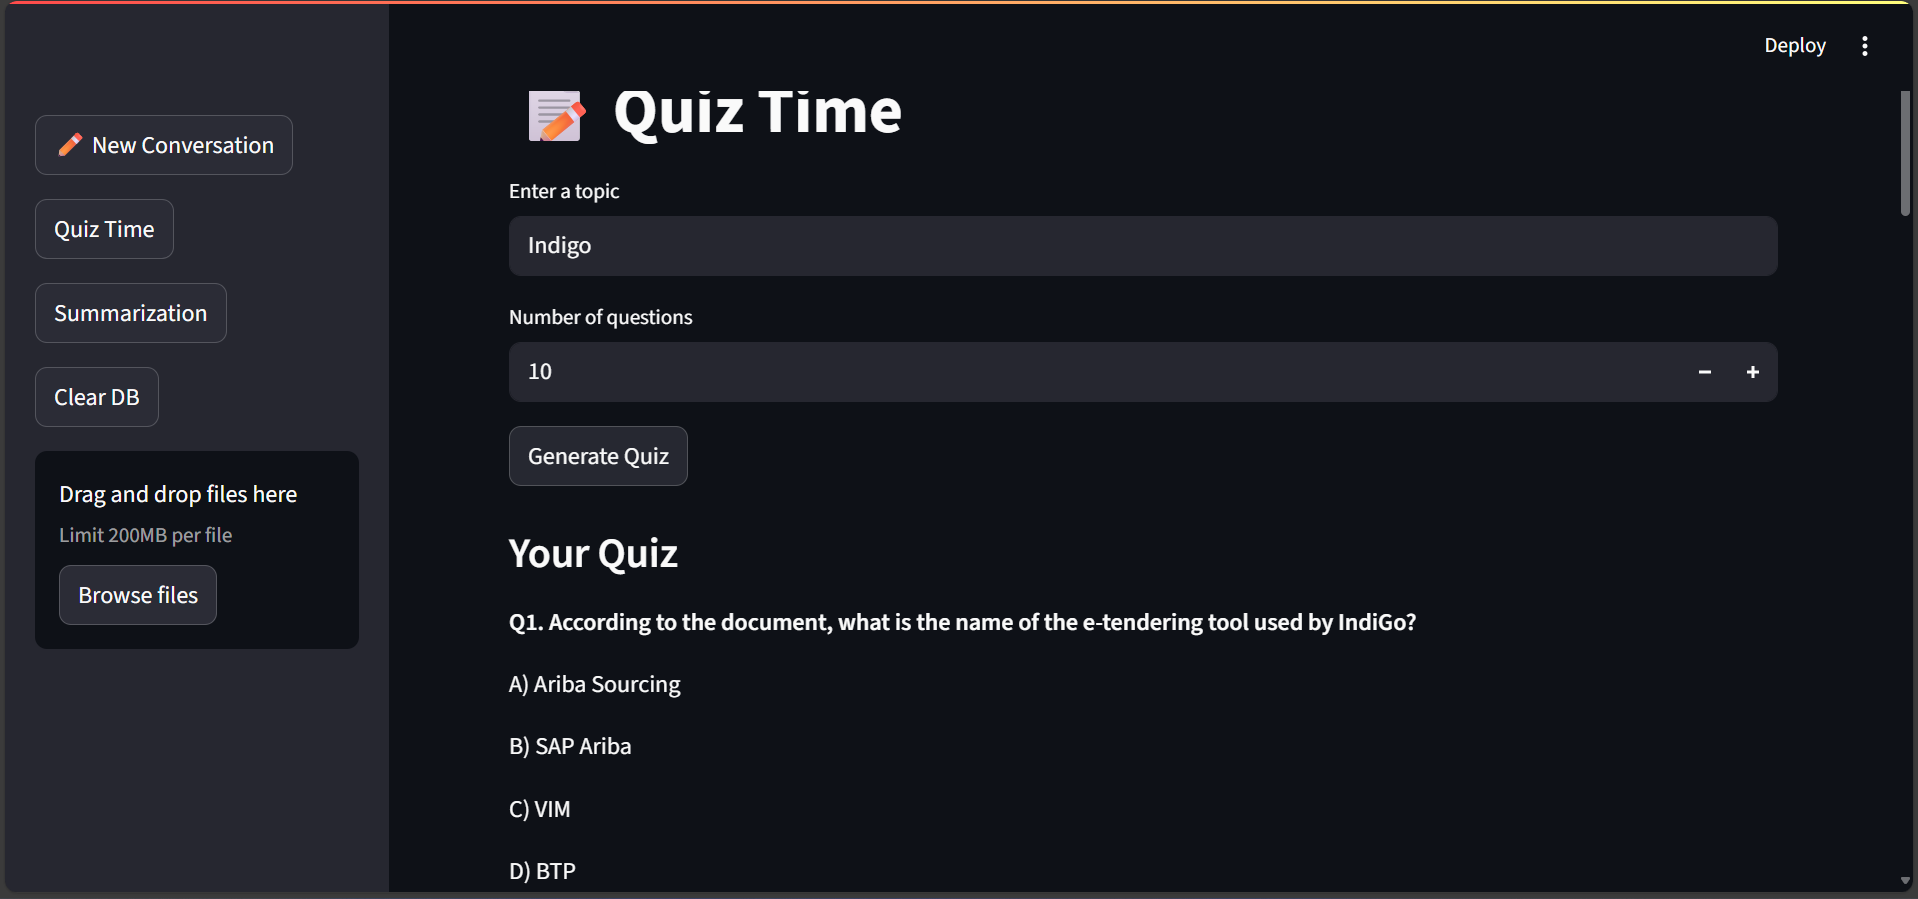 Deploy
New Conversation
Quiz Time
Summarization
Clear DB
Drag and drop files here
Limit 200MB per file
Browse files
Quiz Time
Enter a topic
Indigo
Number of questions
10
Generate Quiz
Your Quiz
Q1. According to the document, what is the name of the e-tendering tool used by IndiGo?
A) Ariba Sourcing
B) SAP Ariba
C) VIM
D) BTP